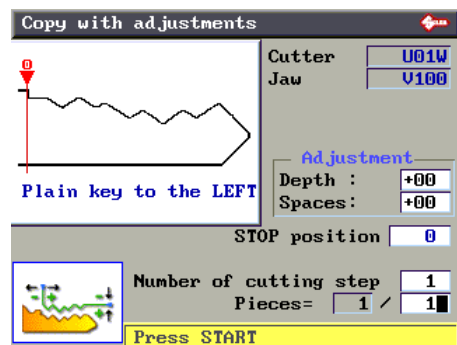 Copy with adjustments
0
Cutter U01W
Jaw V100
Adjustment
Depth : +00
Plain key to the LEFT
Spaces: +00
STOP position 0
Number of cutting step 1
Pieces= 1 / 1
Press START